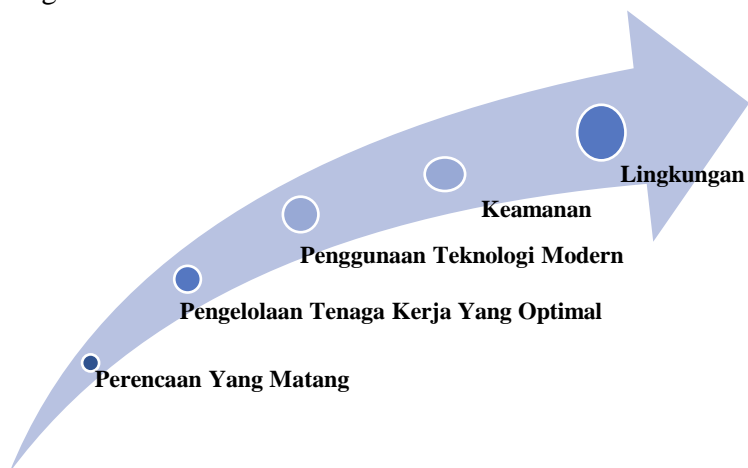 Lingkungan
Keamanan
Penggunaan Teknologi Modern
Pengelolaan Tenaga Kerja Yang Optimal
Perencaan Yang Matang